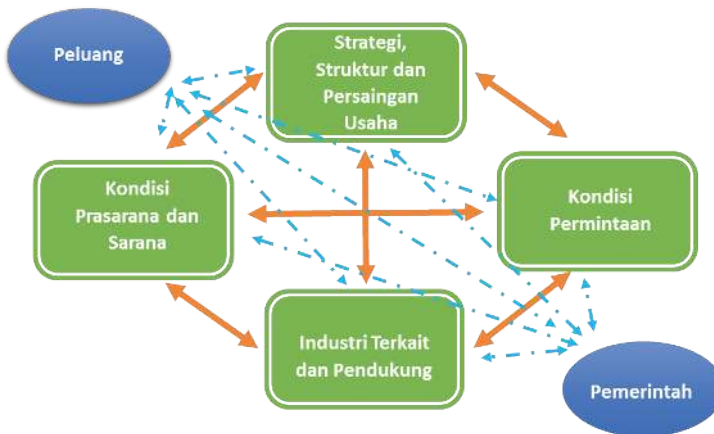 Peluang
Strategi,
Struktur dan
Persaingan
Usaha
Kondisi
Prasarana dan
Sarana
Kondisi
Permintaan
Industri Terkait
dan Pendukung
Pemerintah